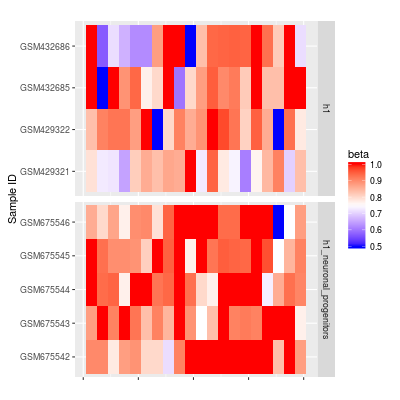 Sample ID
GSM432686
GSM432685
GSM429322
GSM429321
h1
GSM675546
GSM675545
GSM675544
GSM675543
GSM675542
h1_neuronal_progenitors
beta
1.0
0.9
0.8
0.7
0.6
0.5